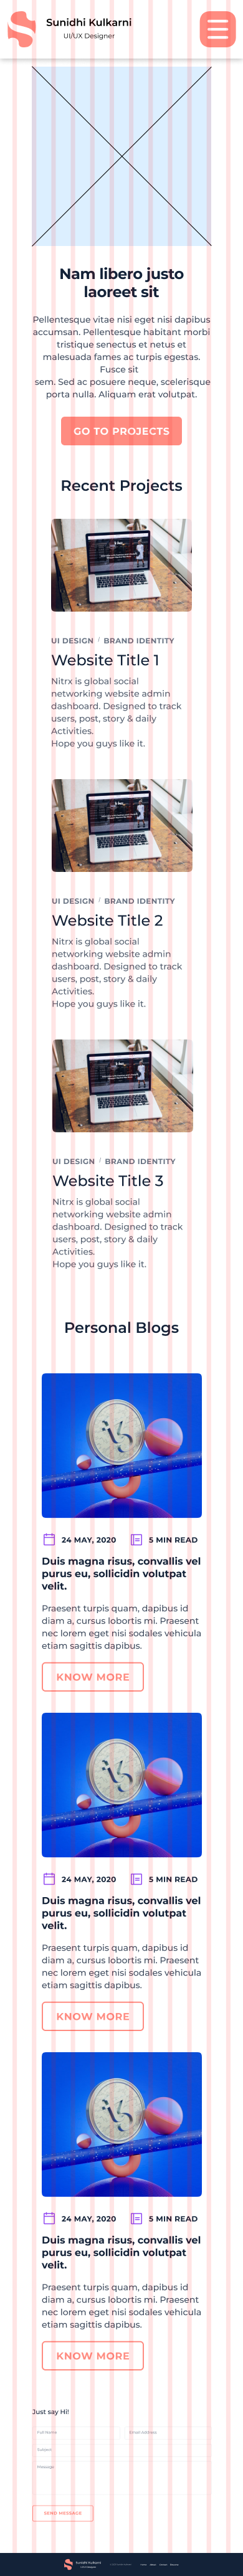 Sunidhi Kulkarni
UI/UX Designer
Nam libero justo
laoreet sit
Pellentesque vitae nisi eget nisi dapibus
accumsan. Pellentesque habitant morbi
tristique senectus et netus et
malesuada fames ac turpis egestas.
Fusce sit
sem. Sed ac posuere neque, scelerisque
porta nulla. Aliquam erat volutpat.
GO TO PROJECTS
Recent Projects
UI DESIGN / BRAND IDENTITY
Website Title 1
Nitrx is global social
networking website admin
dashboard. Designed to track
users, post, story & daily
Activities.
Hope you guys like it.
UI DESIGN / BRAND IDENTITY
Website Title 2
Nitrx is global social
networking website admin
dashboard. Designed to track
users, post, story & daily
Activities.
Hope you guys like it.
UI DESIGN / BRAND IDENTITY
Website Title 3
Nitrx is global social
networking website admin
dashboard. Designed to track
users, post, story & daily
Activities.
Hope you guys like it.
Personal Blogs
24 MAY, 2020 5 MIN READ
Duis magna risus, convallis vel
purus eu, sollicidin volutpat
velit.
Praesent turpis quam, dapibus id
diam a, cursus lobortis mi. Praesent
nec lorem eget nisi sodales vehicula
etiam sagittis dapibus.
KNOW MORE
24 MAY, 2020 5 MIN READ
Duis magna risus, convallis vel
purus eu, sollicidin volutpat
velit.
Praesent turpis quam, dapibus id
diam a, cursus lobortis mi. Praesent
nec lorem eget nisi sodales vehicula
etiam sagittis dapibus.
KNOW MORE
24 MAY, 2020 5 MIN READ
Duis magna risus, convallis vel
purus eu, sollicidin volutpat
velit.
Praesent turpis quam, dapibus id
diam a, cursus lobortis mi. Praesent
nec lorem eget nisi sodales vehicula
etiam sagittis dapibus.
KNOW MORE
Just say Hi!
Full Name Email Address
Subject
Message
SEND MESSAGE
Sunidhi Kulkarni
UI/UX Designer